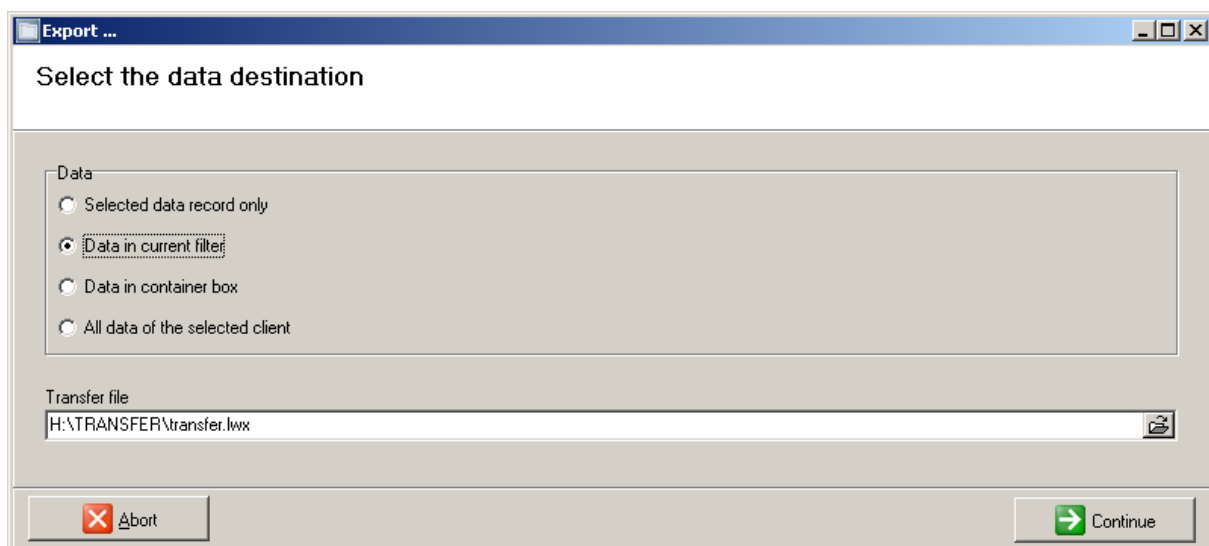 Export ...
Select the data destination
Data
Selected data record only
Data in current filter
Data in container box
All data of the selected client
Transfer file
H:\TRANSFER\transfer.lwx
Abort
Continue